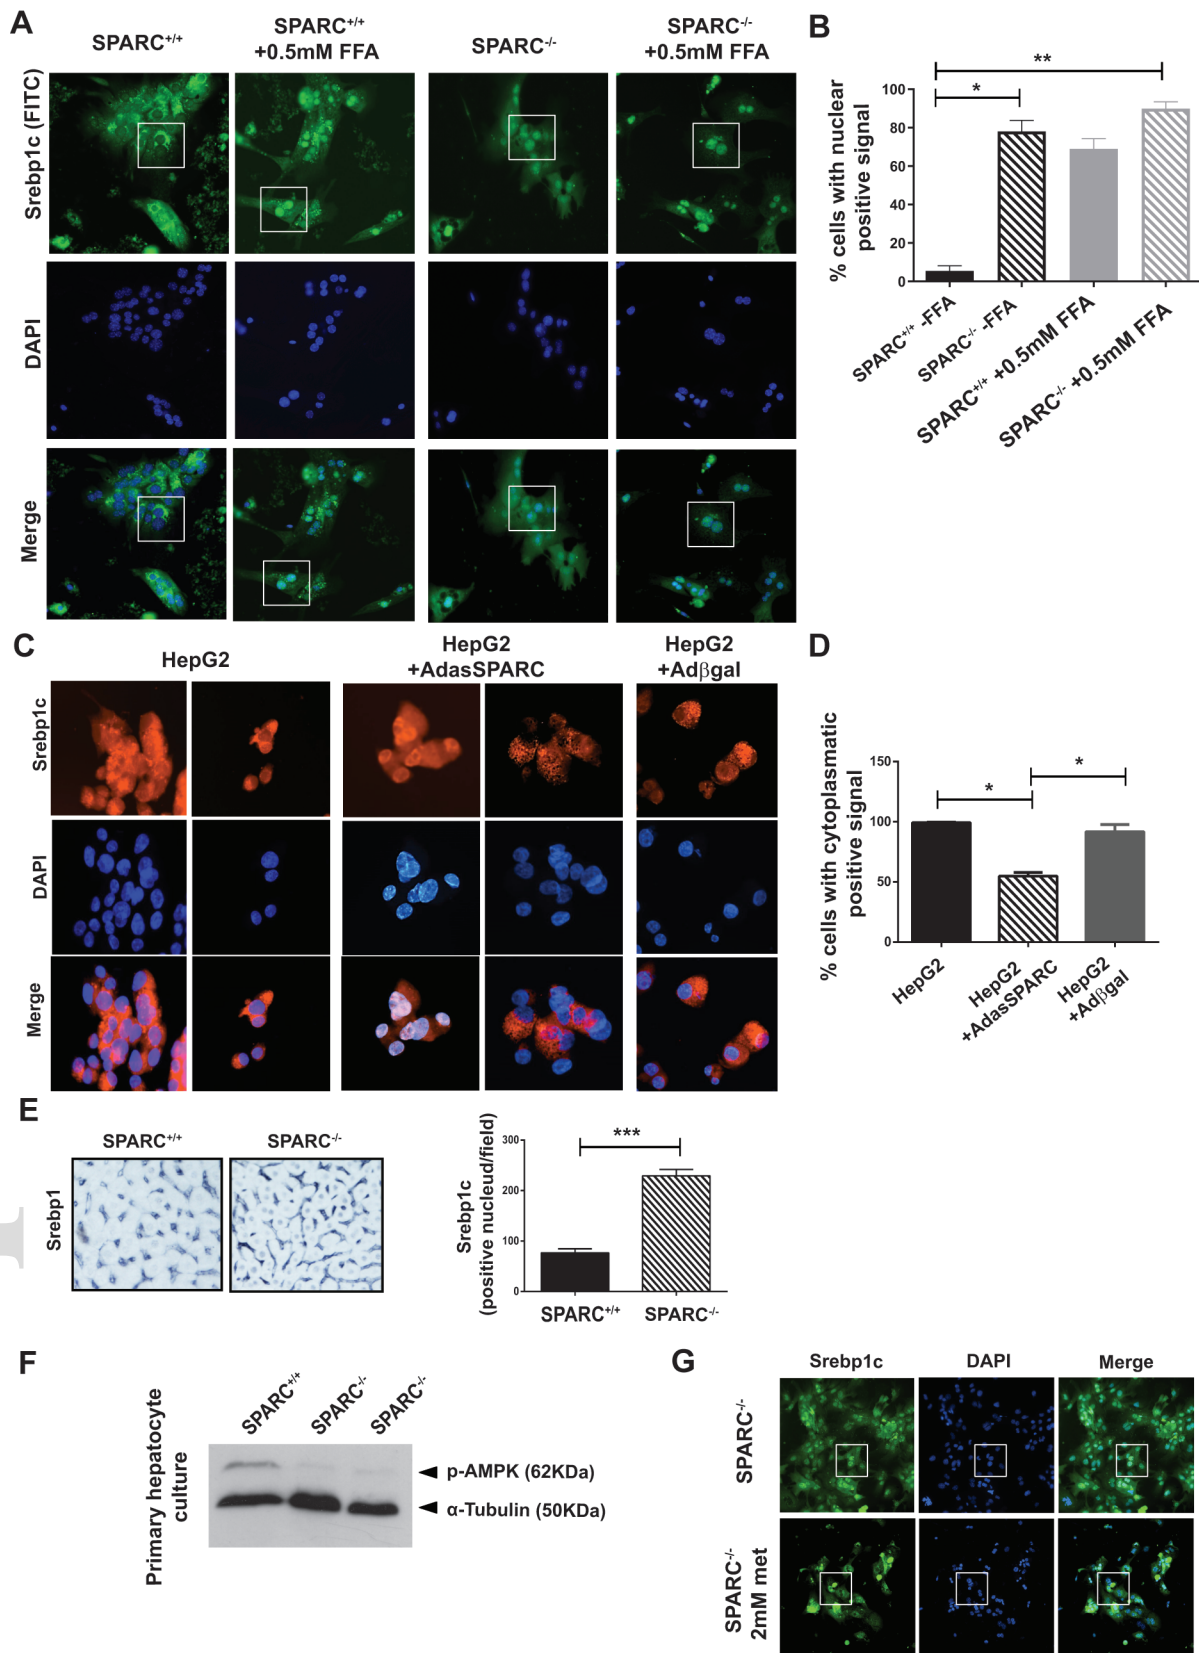 A
SPARC+/+
SPARC+/+
+0.5mM FFA
SPARC-/-
SPARC-/-
+0.5mM FFA
Srebp1c (FITC)
DAPI
Merge
B
**
*
% cells with nuclear
positive signal
100
80
60
40
20
0
SPARC+/+ -FFA
SPARC-/- -FFA
SPARC+/+ +0.5mM FFA
SPARC-/- +0.5mM FFA
C
HepG2
HepG2
+AdasSPARC
HepG2
+Adβgal
Srebp1c
DAPI
Merge
D
% cells with cytoplasmatic
positive signal
150
100
50
0
*
*
HepG2
HepG2
+AdasSPARC
HepG2
+Adβgal
E
SPARC+/+
SPARC-/-
Srebp1
Srebp1c
(positive nucleud/field)
300
200
100
0
***
SPARC+/+
SPARC-/-
F
SPARC+/+
SPARC-/-
SPARC-/-
Primary hepatocyte
culture
p-AMPK (62KDa)
α-Tubulin (50KDa)
G
Srebp1c
DAPI
Merge
SPARC-/-
SPARC-/-
2mM met